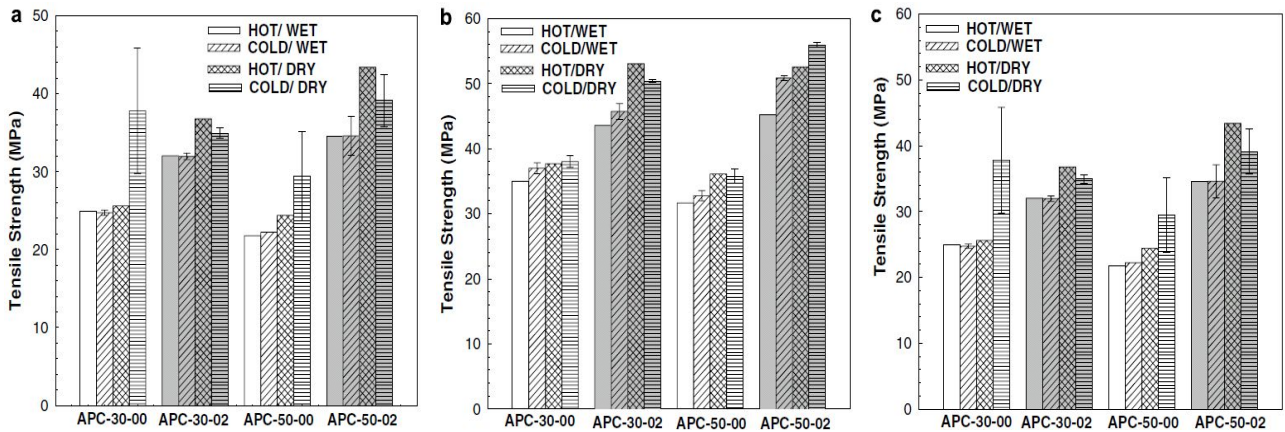 a
50
40
30
20
10
0
Tensile Strength (MPa)
HOT/ WET
COLD/ WET
HOT/ DRY
COLD/ DRY
APC-30-00 APC-30-02 APC-50-00 APC-50-02
b
60
50
40
30
20
10
0
Tensile Strength (MPa)
HOT/WET
COLD/WET
HOT/DRY
COLD/DRY
APC-30-00 APC-30-02 APC-50-00 APC-50-02
c
60
50
40
30
20
10
0
Tensile Strength (MPa)
HOT/WET
COLD/WET
HOT/DRY
COLD/DRY
APC-30-00 APC-30-02 APC-50-00 APC-50-02